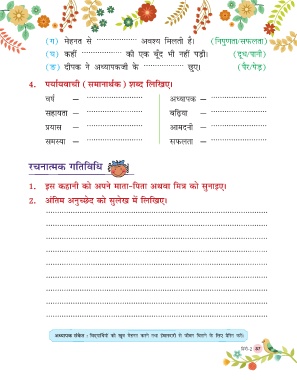 (ग) मेहनत से .................... अवश्य मिलती है। (निपुणता/सफलता)
(घ) कहीं .................... की एक बूँद भी नहीं पड़ी। (दूध/पानी)
(ङ) दीपक ने अध्यापकजी के .................... छुए। (पैर/पेड़)
4. पर्यायवाची (समानार्थक) शब्द लिखिए।
वर्ष – .................... अध्यापक – ....................
सहायता – .................... बढ़िया – ....................
प्रयास – .................... आमदनी – ....................
समस्या – .................... सफलता – ....................
रचनात्मक गतिविधि
1. इस कहानी को अपने माता-पिता अथवा मित्र को सुनाइए।
2. अंतिम अनुच्छेद को सुलेख में लिखिए।
अध्यापक संकेत : विद्यार्थियों को खूब मेहनत करने तथा ईमानदारी से जीवन बिताने के लिए प्रेरित करें।
37